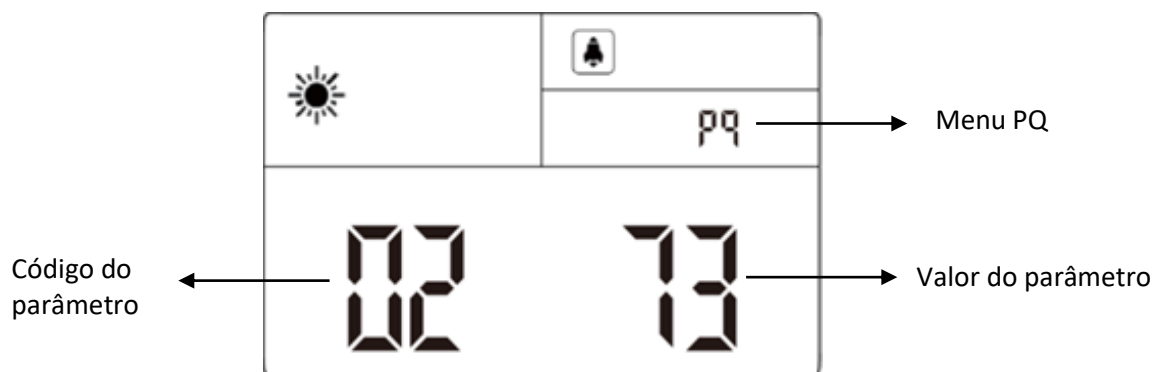 PQ
Menu PQ
02 73
Código do
parâmetro
Valor do parâmetro